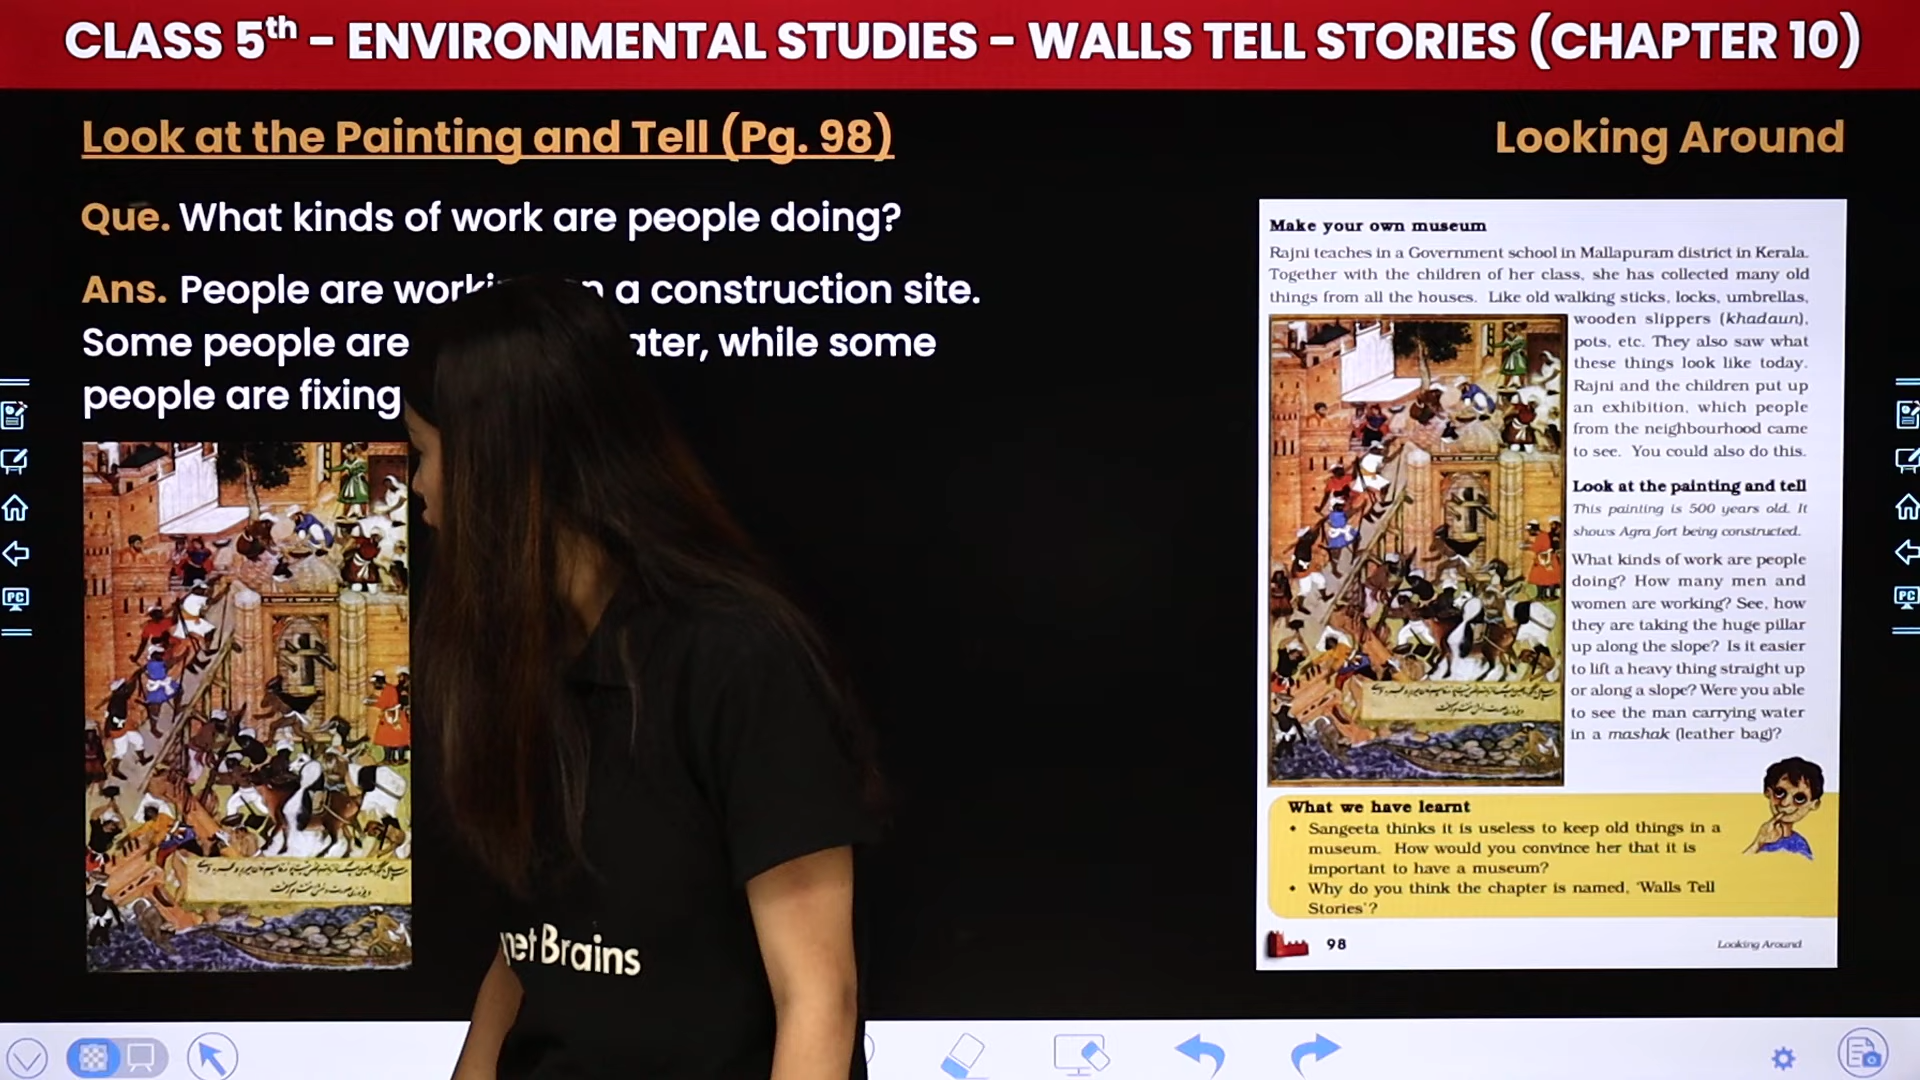 CLASS 5th - ENVIRONMENTAL STUDIES - WALLS TELL STORIES (CHAPTER 10)
Look at the Painting and Tell (Pg. 98)
Looking Around
Que. What kinds of work are people doing?
Ans. People are a construction site.
Some people are while some
people are fixing
Make your own museum
Rajni teaches in a Government school in Mallapuram district in Kerala.
Together with the children of her class, she has collected many old
things from all the houses. Like old walking sticks, locks, umbrellas,
wooden slippers (khadaun),
pots, etc. They also saw what
these things look like today.
Rajni and the children put up
an exhibition, which people
from the neighbourhood came
to see. You could also do this.
Look at the painting and tell
This painting is 500 years old. It
shows Agra fort being constructed.
What kinds of work are people
doing? How many men and
women are working? See, how
they are taking the huge pillar
up along the slope? Is it easier
to lift a heavy thing straight up
or along a slope? Were you able
to see the man carrying water
in a mashak (leather bag)?
What we have learnt
• Sangeeta thinks it is useless to keep old things in a
museum. How would you convince her that it is
important to have a museum?
• Why do you think the chapter is named, 'Walls Tell
Stories'?
98
Looking Around
Brains
PC
PC